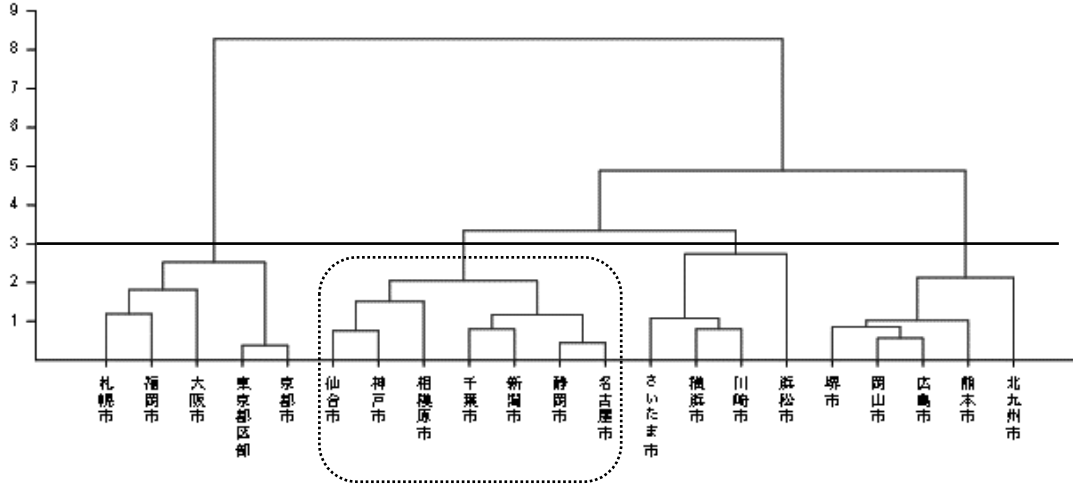 9
8
7
6
5
4
3
2
1
札幌市
福岡市
大阪市
東京都区部
京都市
仙台市
神戸市
相模原市
千葉市
新潟市
静岡市
名古屋市
さいたま市
横浜市
川崎市
浜松市
堺市
岡山市
広島市
熊本市
北九州市